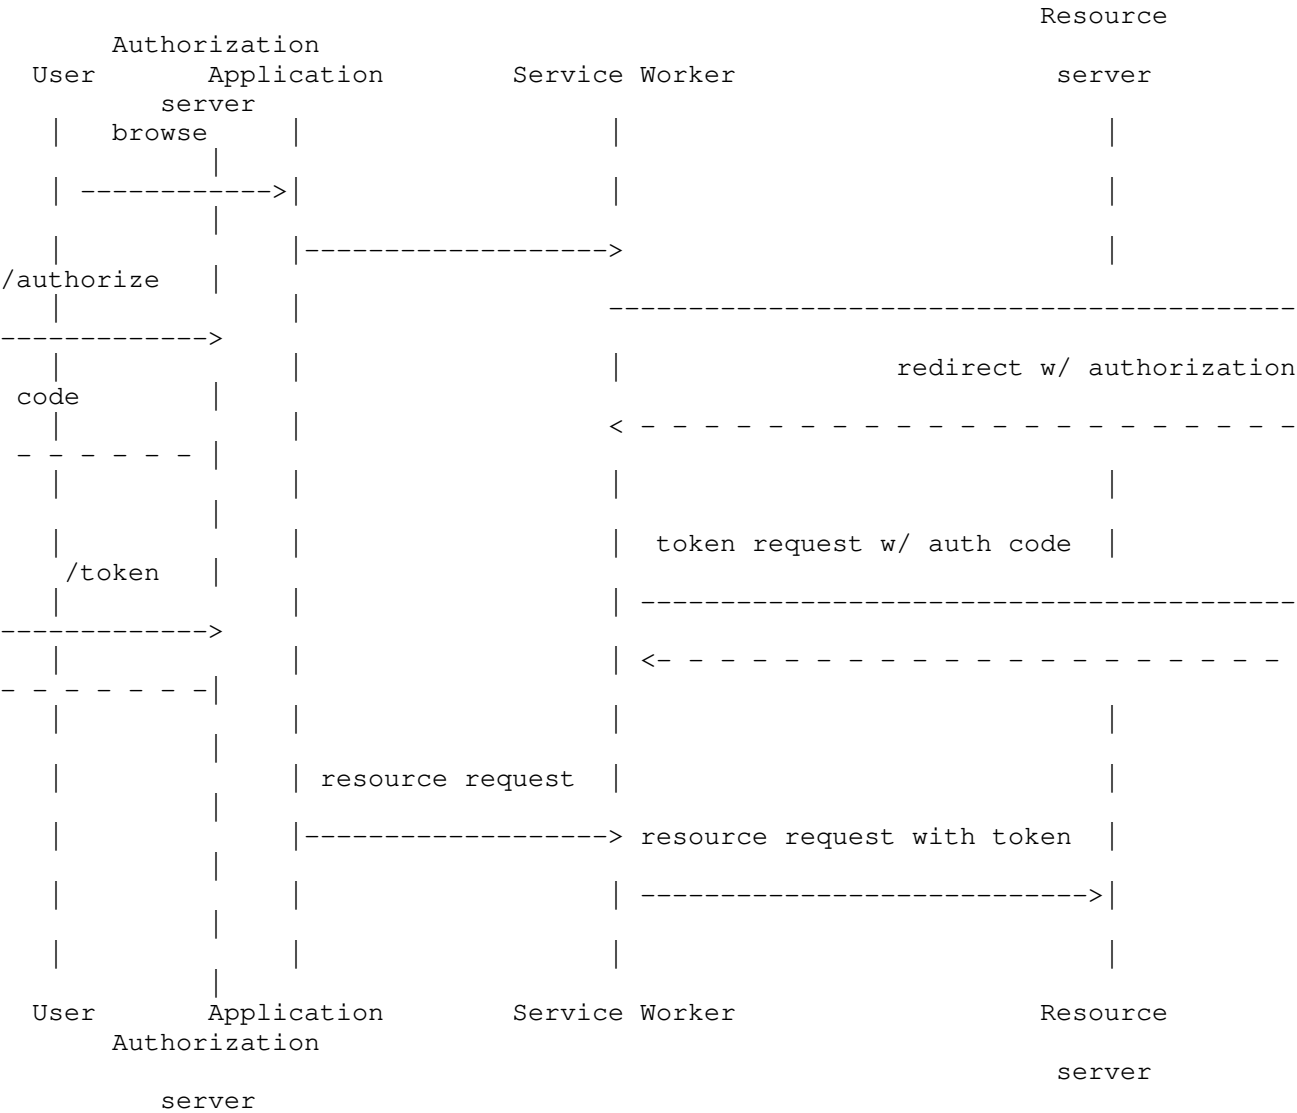 Resource
Authorization
User Application Service Worker server
server
| browse | | |
|
| ------------>| | |
|
| |-------------------> |
/authorize |
| | -------------------------------------------
------------->
| | | redirect w/ authorization
code |
| | < - - - - - - - - - - - - - - - - - - - - -
- - - - - - |
| | | |
|
| | | token request w/ auth code |
/token |
| | | -----------------------------------------
------------->
| | | <- - - - - - - - - - - - - - - - - - - -
- - - - - - -|
| | | |
|
| | resource request | |
|
| |-------------------> resource request with token |
|
| | | ---------------------------->|
|
| | | |
|
User Application Service Worker Resource
Authorization
server
server